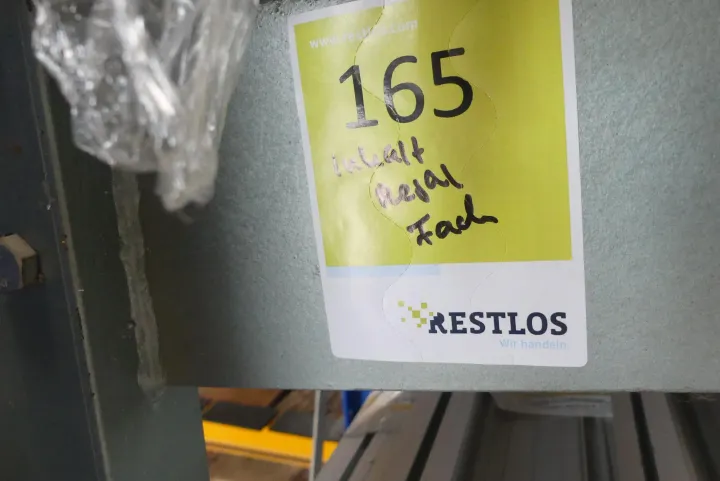 165
Inhalt
Regal
Fach
RESTLOS
Wir handeln.